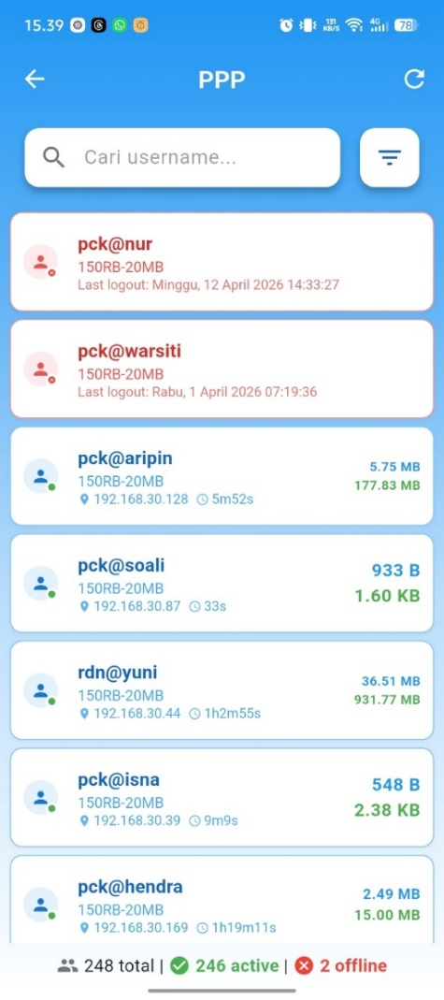 15.39
131
KB/S
4G
78
PPP
Cari username...
pck@nur
150RB-20MB
Last logout: Minggu, 12 April 2026 14:33:27
pck@warsiti
150RB-20MB
Last logout: Rabu, 1 April 2026 07:19:36
pck@aripin
5.75 MB
150RB-20MB
177.83 MB
192.168.30.128 5m52s
pck@soali
933 B
150RB-20MB
1.60 KB
192.168.30.87 33s
rdn@yuni
36.51 MB
150RB-20MB
931.77 MB
192.168.30.44 1h2m55s
pck@isna
548 B
150RB-20MB
2.38 KB
192.168.30.39 9m9s
pck@hendra
2.49 MB
150RB-20MB
15.00 MB
192.168.30.169 1h19m11s
248 total | 246 active | 2 offline